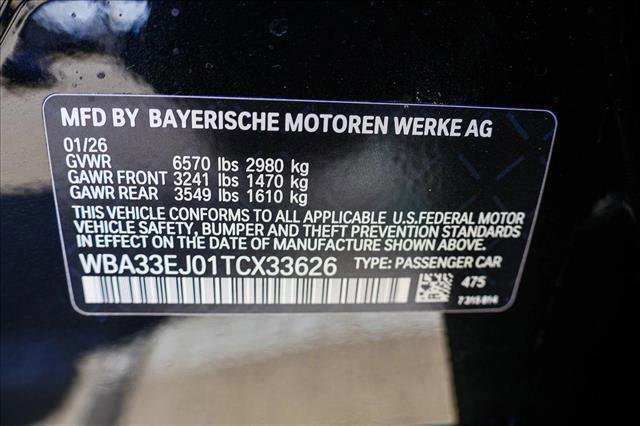 MFD BY BAYERISCHE MOTOREN WERKE AG
01/26
GVWR 6570 lbs 2980 kg
GAWR FRONT 3241 lbs 1470 kg
GAWR REAR 3549 lbs 1610 kg
THIS VEHICLE CONFORMS TO ALL APPLICABLE U.S.FEDERAL MOTOR
VEHICLE SAFETY, BUMPER AND THEFT PREVENTION STANDARDS
IN EFFECT ON THE DATE OF MANUFACTURE SHOWN ABOVE.
WBA33EJ01TCX33626 TYPE: PASSENGER CAR
475